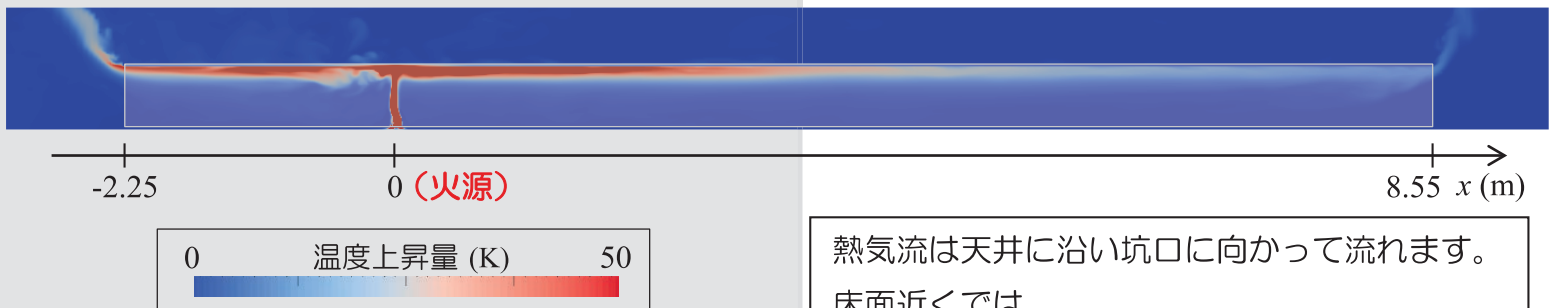 -2.25
0 (火源)
8.55 x (m)
0 温度上昇量 (K) 50
熱気流は天井に沿い坑口に向かって流れます。
床面近くでは